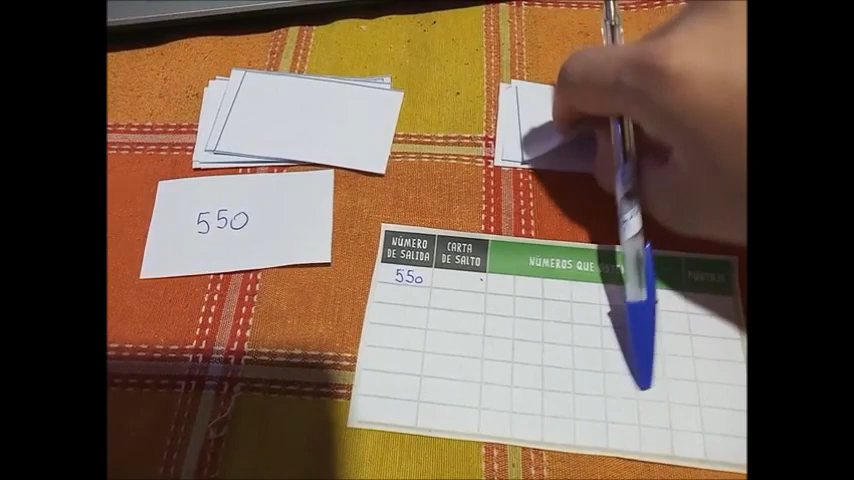 550
NÚMERO
DE SALIDA
CARTA
DE SALTO
NÚMEROS QUE
550